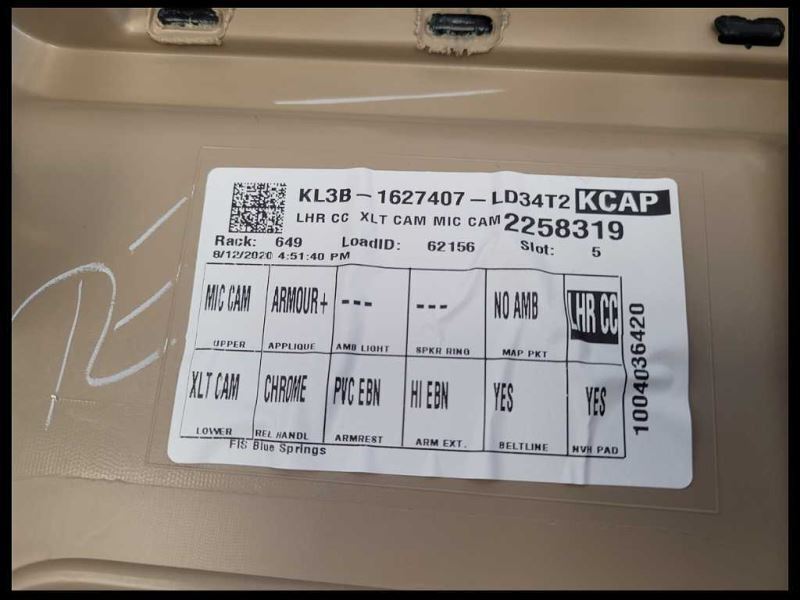 KL3B-1627407-LD34T2 KCAP
LHR CC XLT CAM MIC CAM 2258319
Rack: 649 LoadID: 62156 Slot: 5
8/12/2020 4:51:40 PM
MIC CAM ARMOUR+ --- --- NO AMB LHR CC
UPPER APPLIQUE AMB LIGHT SPKR RING MAP PKT
XLT CAM CHROME PVC EBN HI EBN YES YES
LOWER REL HANDL ARMREST ARM EXT. BELTLINE NVH PAD
FIS Blue Springs
1004036420